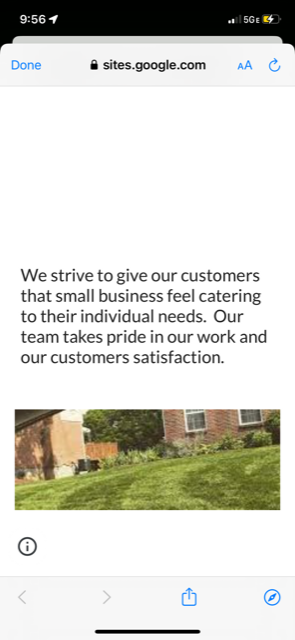 9:56
5GE
Done
sites.google.com
AA
We strive to give our customers
that small business feel catering
to their individual needs.  Our
team takes pride in our work and
our customers satisfaction.